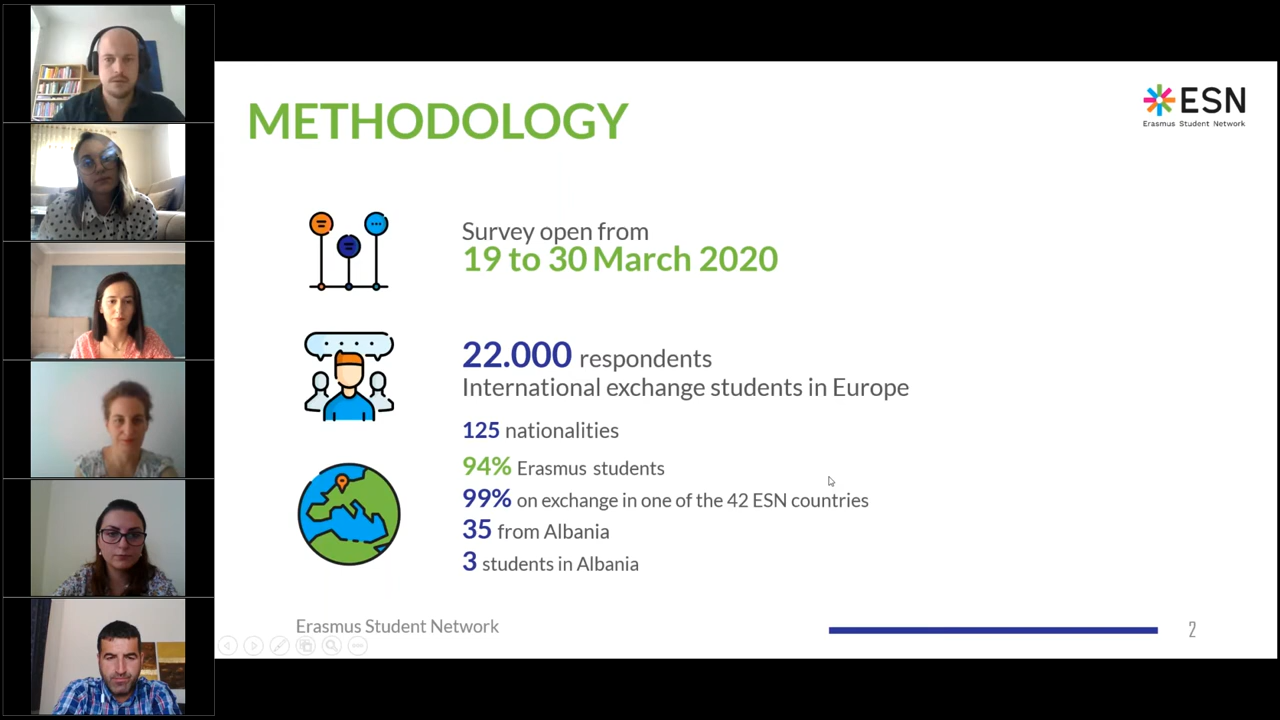 METHODOLOGY
ESN
Erasmus Student Network
Survey open from
19 to 30 March 2020
22.000 respondents
International exchange students in Europe
125 nationalities
94% Erasmus students
99% on exchange in one of the 42 ESN countries
35 from Albania
3 students in Albania
Erasmus Student Network
2